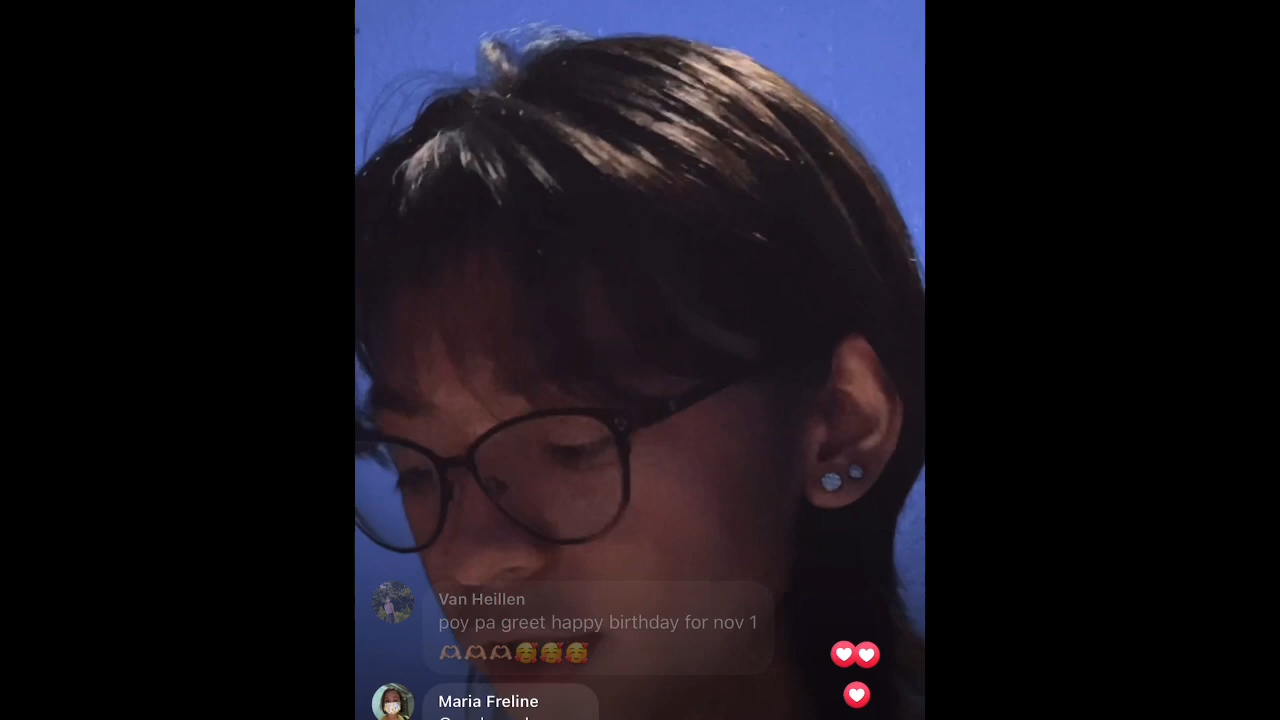 Van Heillen
poy pa greet happy birthday for nov 1
🫶🏼🫶🏼🫶🏼🥰🥰🥰
Maria Freline